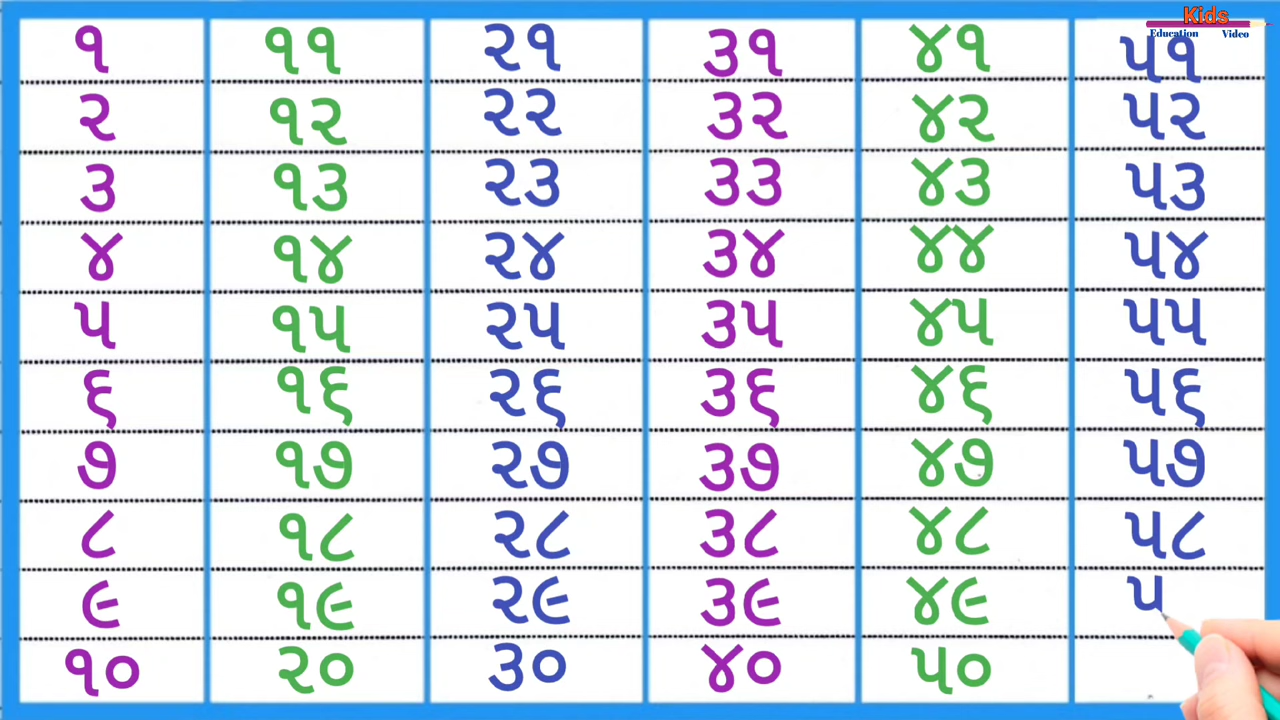 Kids
Education Video
૧ ૧૧ ૨૧ ૩૧ ૪૧ ૫૧
૨ ૧૨ ૨૨ ૩૨ ૪૨ ૫૨
૩ ૧૩ ૨૩ ૩૩ ૪૩ ૫૩
૪ ૧૪ ૨૪ ૩૪ ૪૪ ૫૪
૫ ૧૫ ૨૫ ૩૫ ૪૫ ૫૫
૬ ૧૬ ૨૬ ૩૬ ૪૬ ૫૬
૭ ૧૭ ૨૭ ૩૭ ૪૭ ૫૭
૮ ૧૮ ૨૮ ૩૮ ૪૮ ૫૮
૯ ૧૯ ૨૯ ૩૯ ૪૯ ૫
૧૦ ૨૦ ૩૦ ૪૦ ૫૦